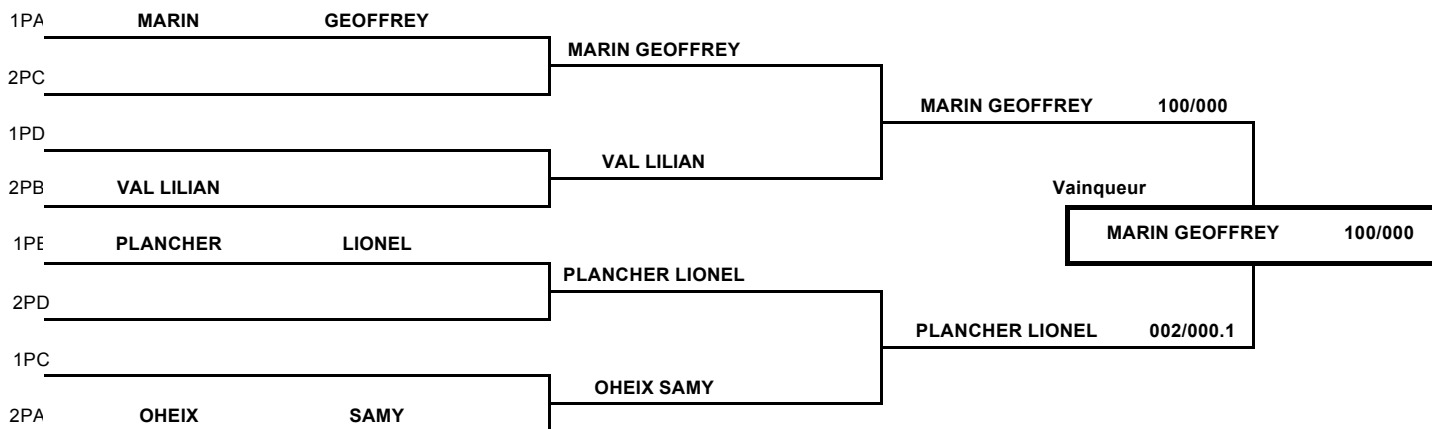 1PA MARIN GEOFFREY
MARIN GEOFFREY
2PC
MARIN GEOFFREY 100/000
1PD
VAL LILIAN
2PB VAL LILIAN
Vainqueur
MARIN GEOFFREY 100/000
1PE PLANCHER LIONEL
PLANCHER LIONEL
2PD
PLANCHER LIONEL 002/000.1
1PC
OHEIX SAMY
2PA OHEIX SAMY